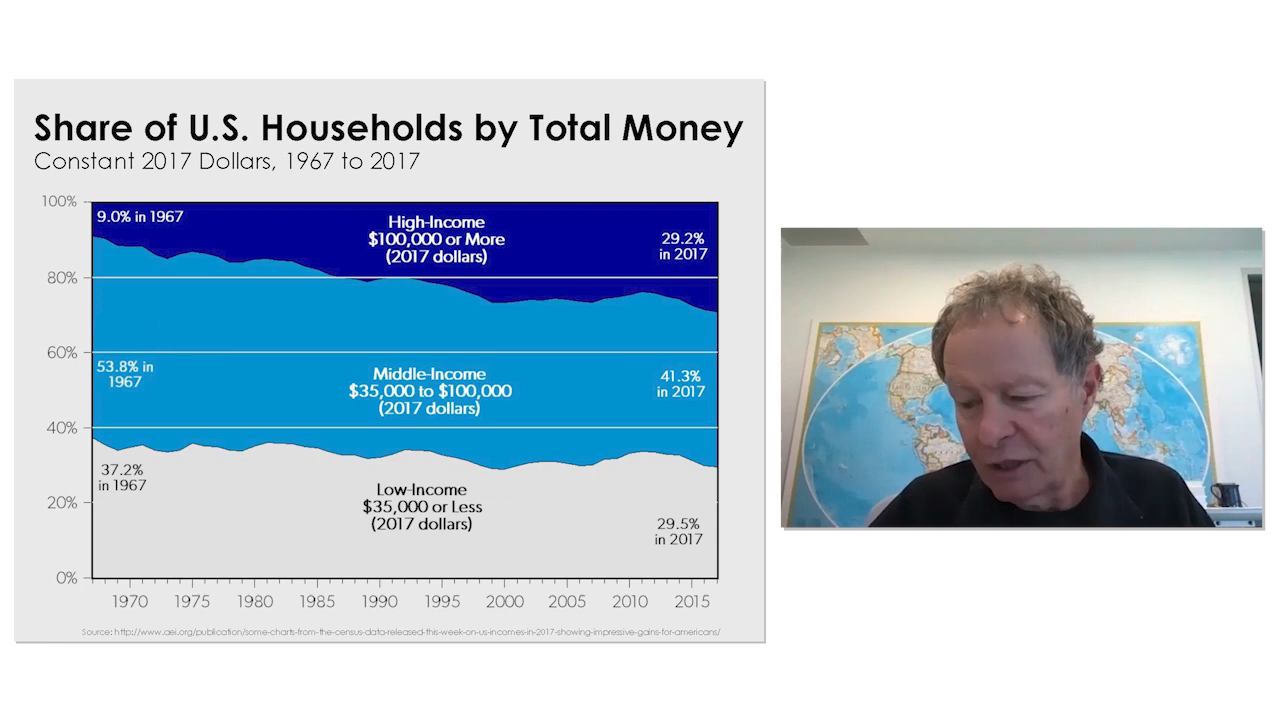 Share of U.S. Households by Total Money
Constant 2017 Dollars, 1967 to 2017
100%
80%
60%
40%
20%
0%
9.0% in 1967
High-Income
$100,000 or More
(2017 dollars)
29.2%
in 2017
53.8% in
1967
Middle-Income
$35,000 to $100,000
(2017 dollars)
41.3%
in 2017
37.2%
in 1967
Low-Income
$35,000 or Less
(2017 dollars)
29.5%
in 2017
1970 1975 1980 1985 1990 1995 2000 2005 2010 2015
Source: http://www.aei.org/publication/some-charts-from-the-census-data-released-this-week-on-us-incomes-in-2017-showing-impressive-gains-for-americans/